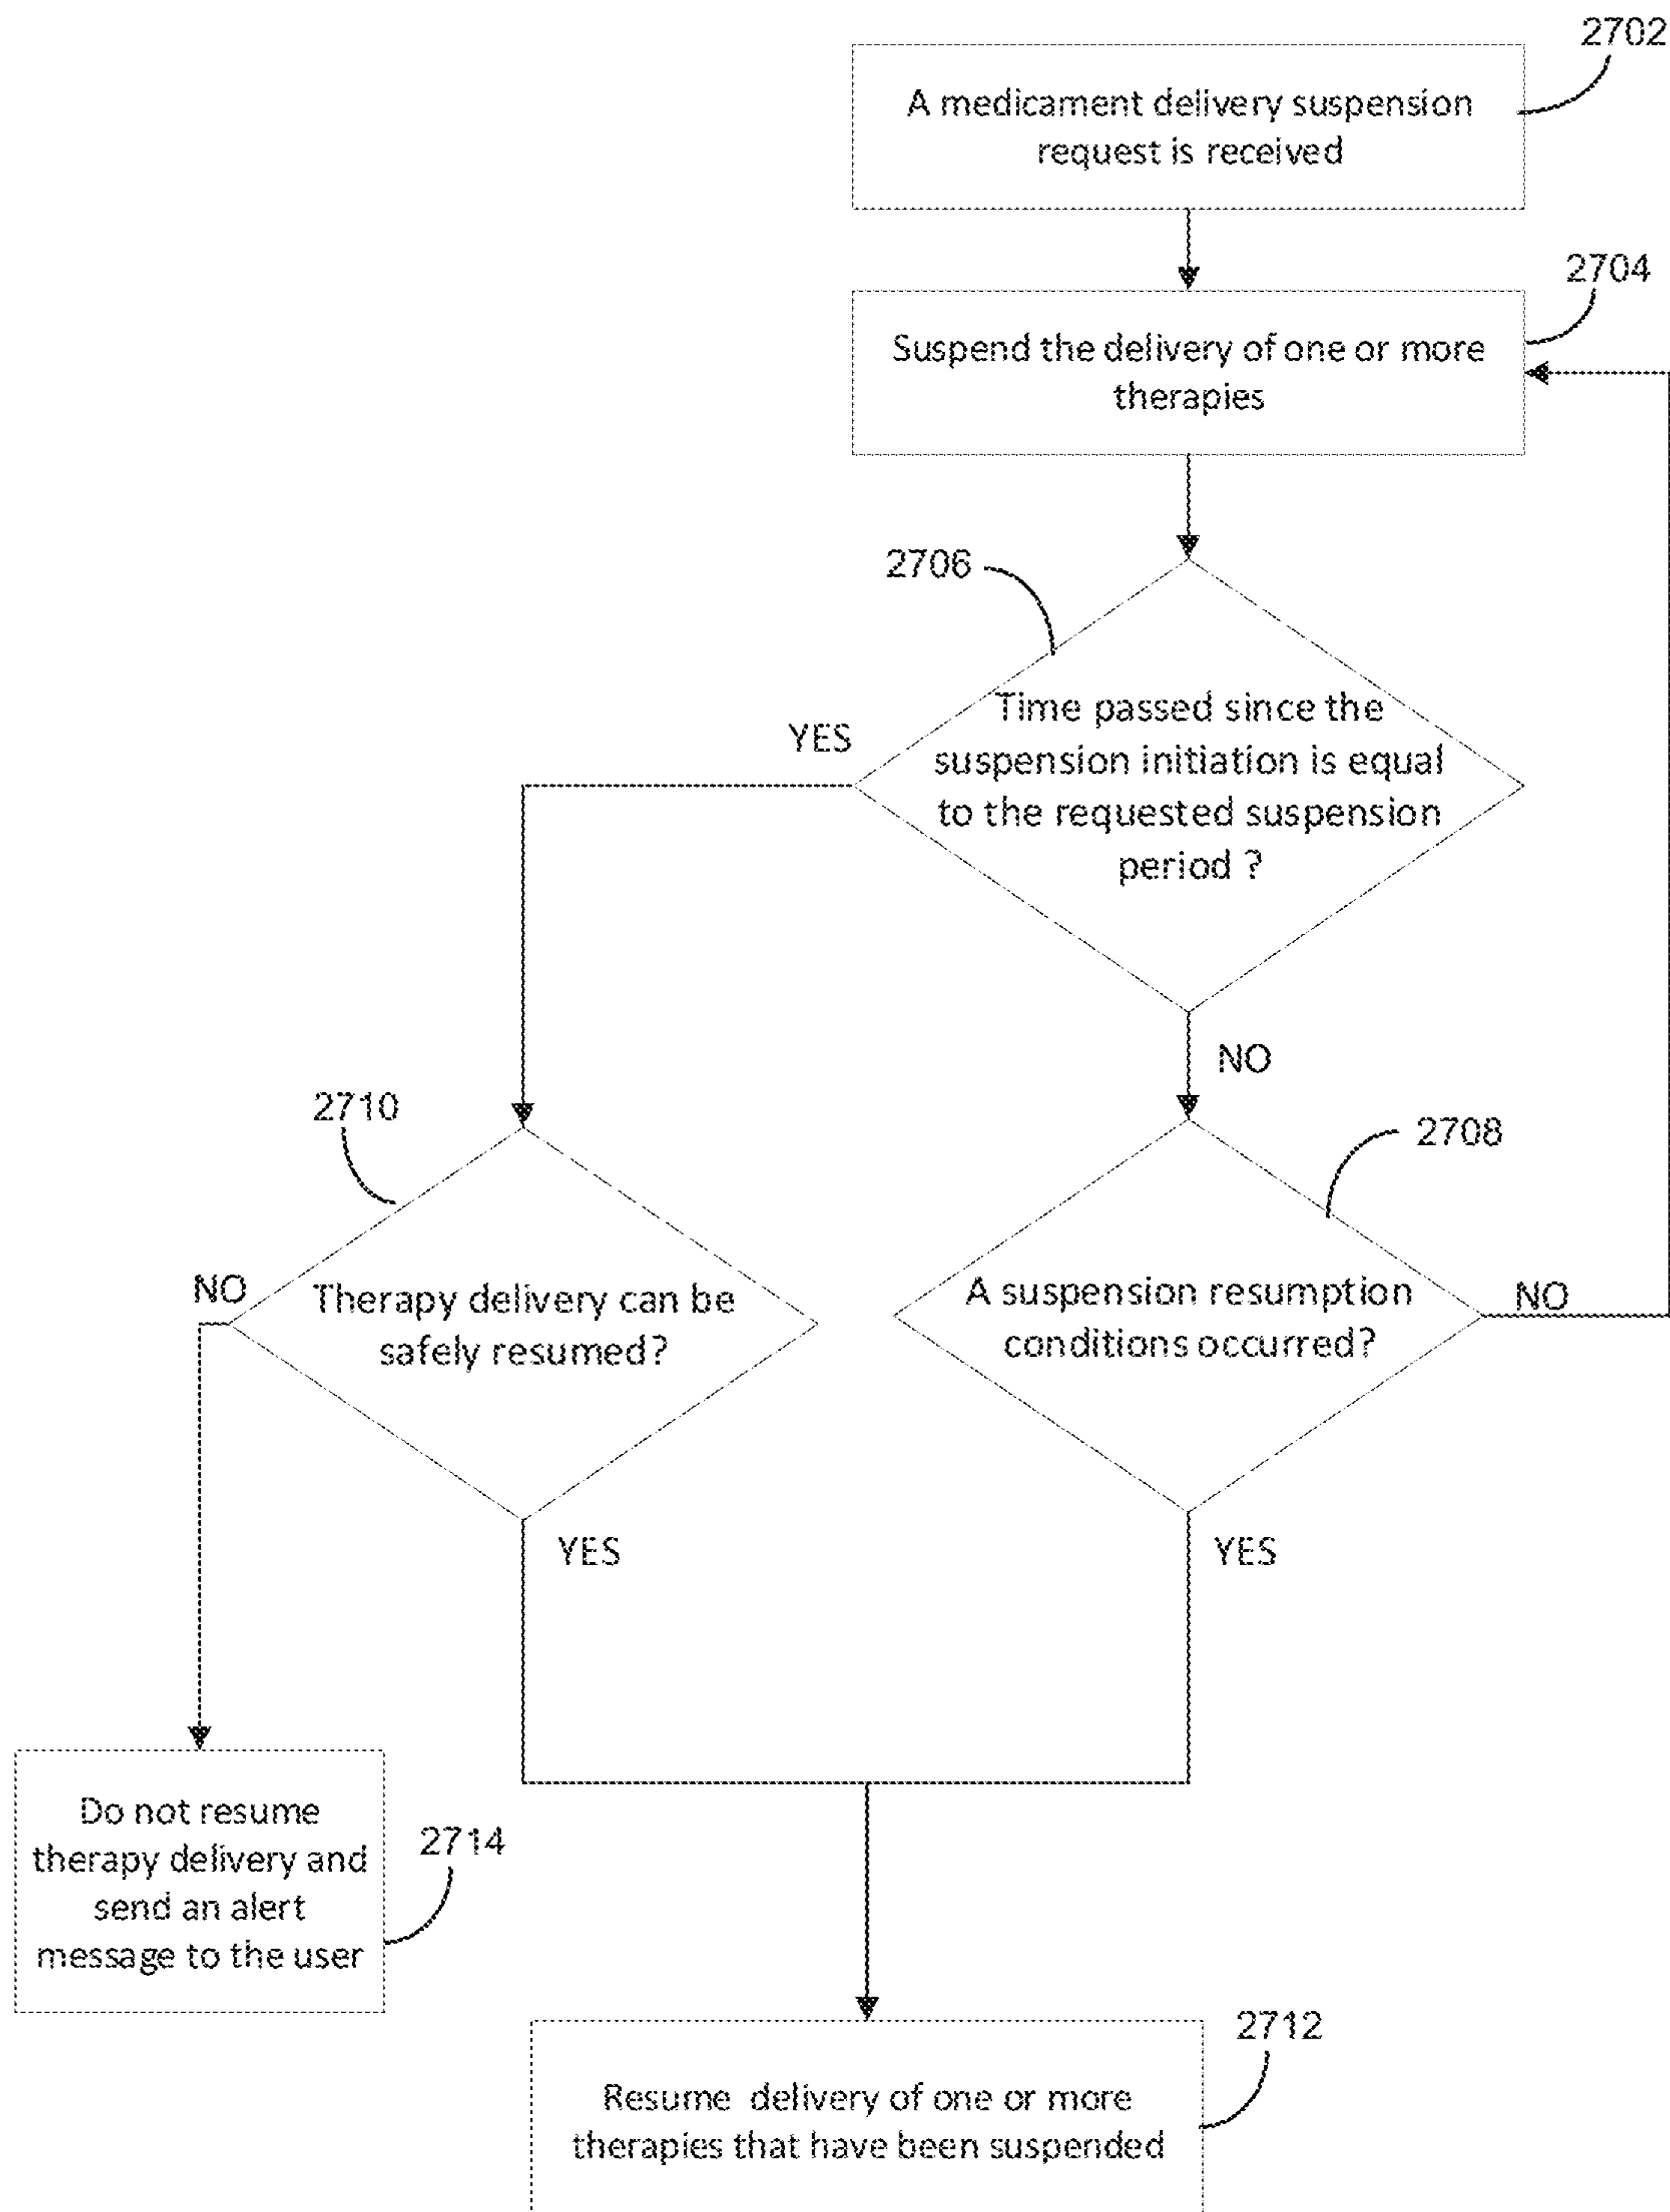 2702
A medicament delivery suspension
request is received
2704
Suspend the delivery of one or more
therapies
2706
Time passed since the
suspension initiation is equal
to the requested suspension
period ?
YES
NO
2710
2708
NO
Therapy delivery can be
safely resumed?
A suspension resumption
conditions occurred?
NO
YES
YES
Do not resume
therapy delivery and
send an alert
message to the user
2714
2712
Resume delivery of one or more
therapies that have been suspended